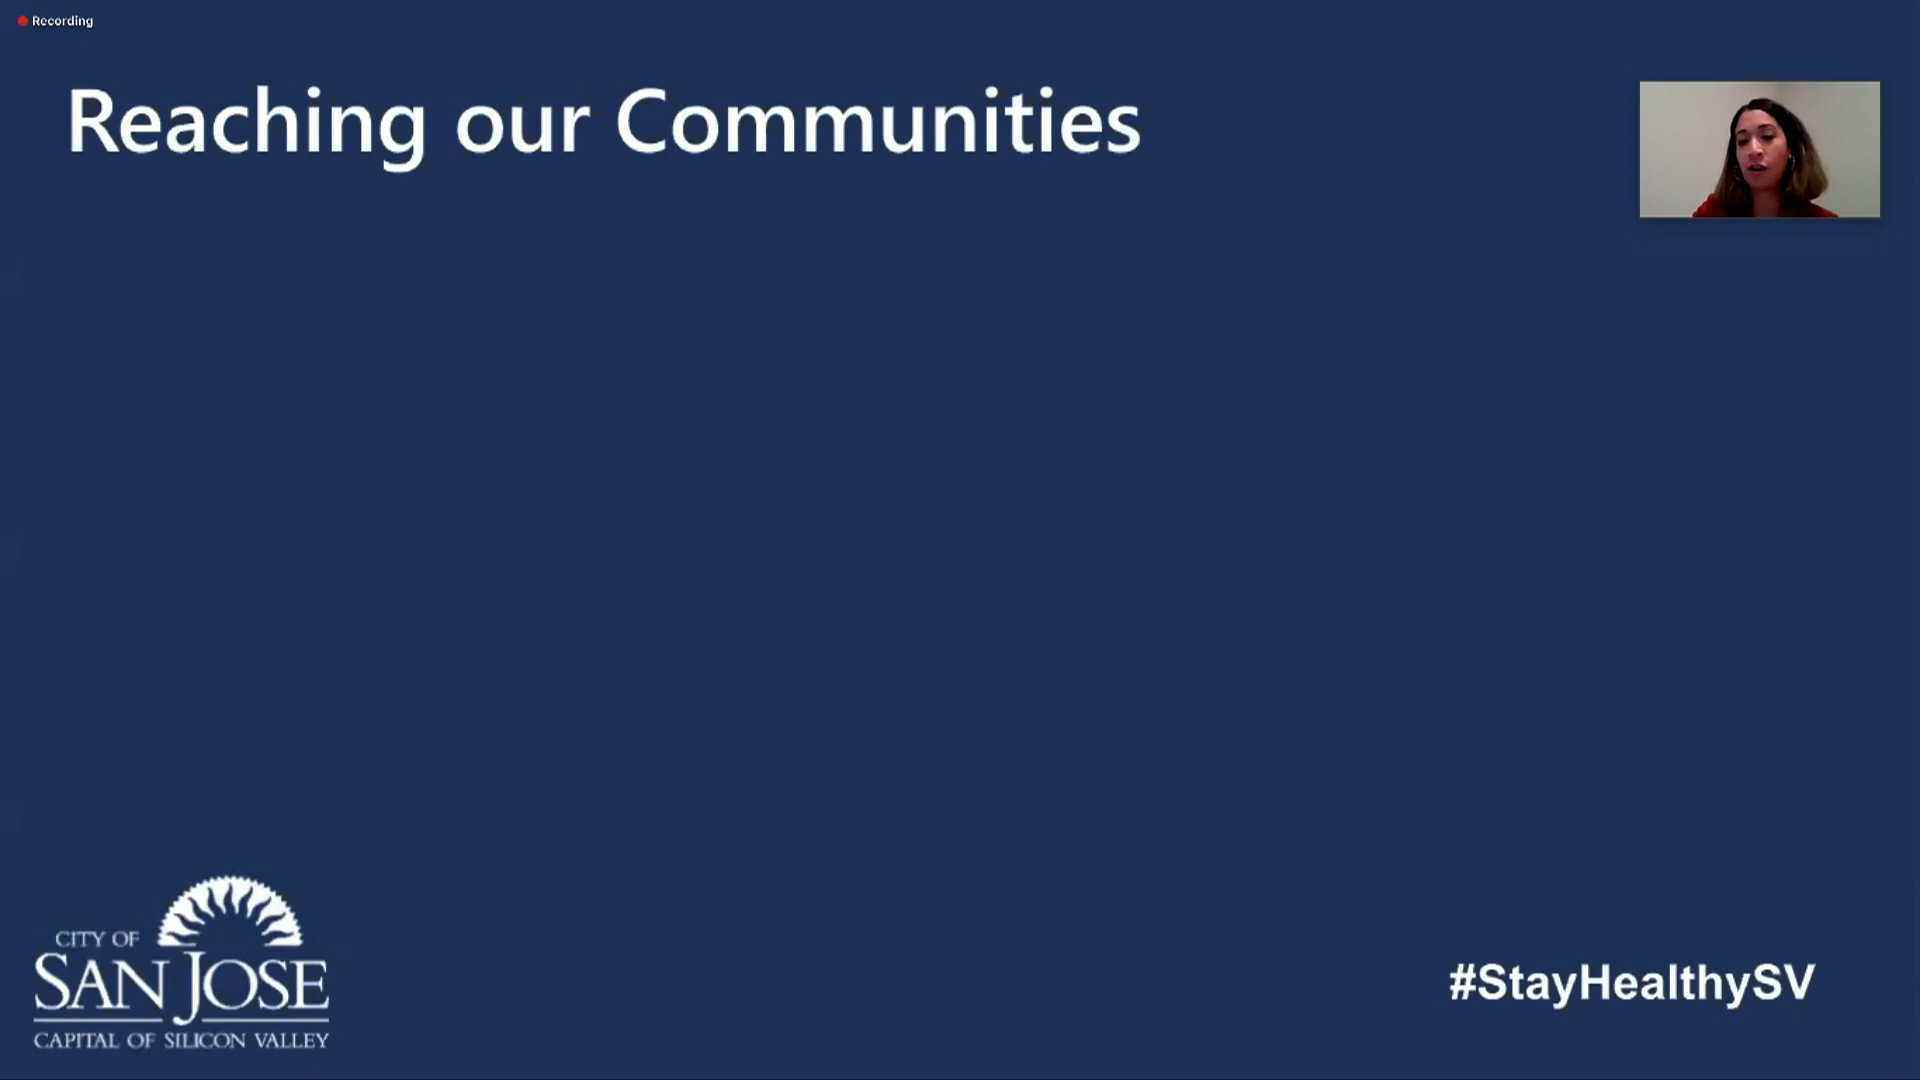 Recording
Reaching our Communities
CITY OF
SAN JOSE
CAPITAL OF SILICON VALLEY
#StayHealthySV